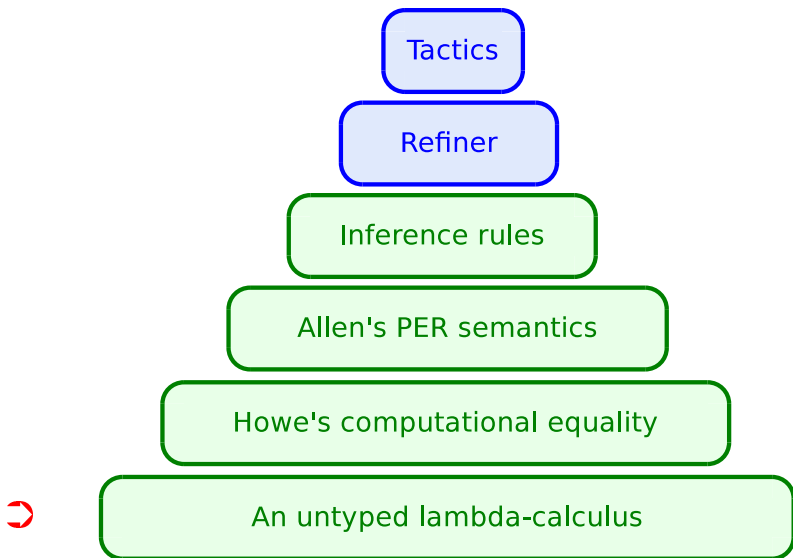 Tactics
Refiner
Inference rules
Allen's PER semantics
Howe's computational equality
An untyped lambda-calculus